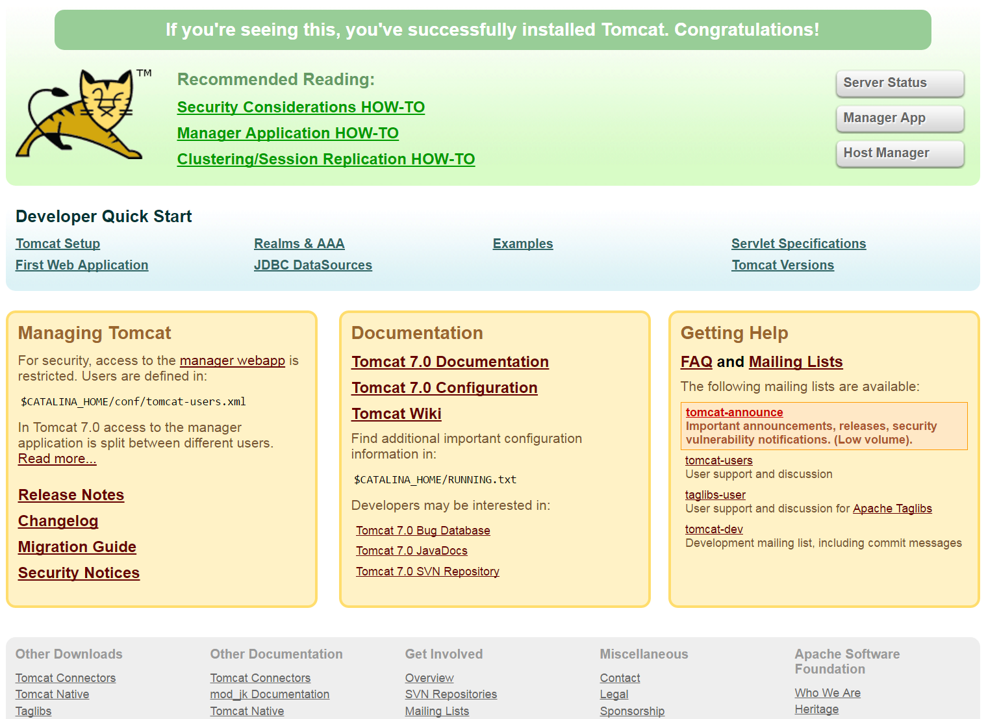 If you're seeing this, you've successfully installed Tomcat. Congratulations!
TM
Recommended Reading:
Security Considerations HOW-TO
Manager Application HOW-TO
Clustering/Session Replication HOW-TO
Server Status
Manager App
Host Manager
Developer Quick Start
Tomcat Setup
First Web Application
Realms & AAA
JDBC DataSources
Examples
Servlet Specifications
Tomcat Versions
Managing Tomcat
For security, access to the manager webapp is
restricted. Users are defined in:
$CATALINA_HOME/conf/tomcat-users.xml
In Tomcat 7.0 access to the manager
application is split between different users.
Read more...
Release Notes
Changelog
Migration Guide
Security Notices
Documentation
Tomcat 7.0 Documentation
Tomcat 7.0 Configuration
Tomcat Wiki
Find additional important configuration
information in:
$CATALINA_HOME/RUNNING.txt
Developers may be interested in:
Tomcat 7.0 Bug Database
Tomcat 7.0 JavaDocs
Tomcat 7.0 SVN Repository
Getting Help
FAQ and Mailing Lists
The following mailing lists are available:
tomcat-announce
Important announcements, releases, security
vulnerability notifications. (Low volume).
tomcat-users
User support and discussion
taglibs-user
User support and discussion for Apache Taglibs
tomcat-dev
Development mailing list, including commit messages
Other Downloads
Tomcat Connectors
Tomcat Native
Taglibs
Other Documentation
Tomcat Connectors
mod_jk Documentation
Tomcat Native
Get Involved
Overview
SVN Repositories
Mailing Lists
Miscellaneous
Contact
Legal
Sponsorship
Apache Software
Foundation
Who We Are
Heritage